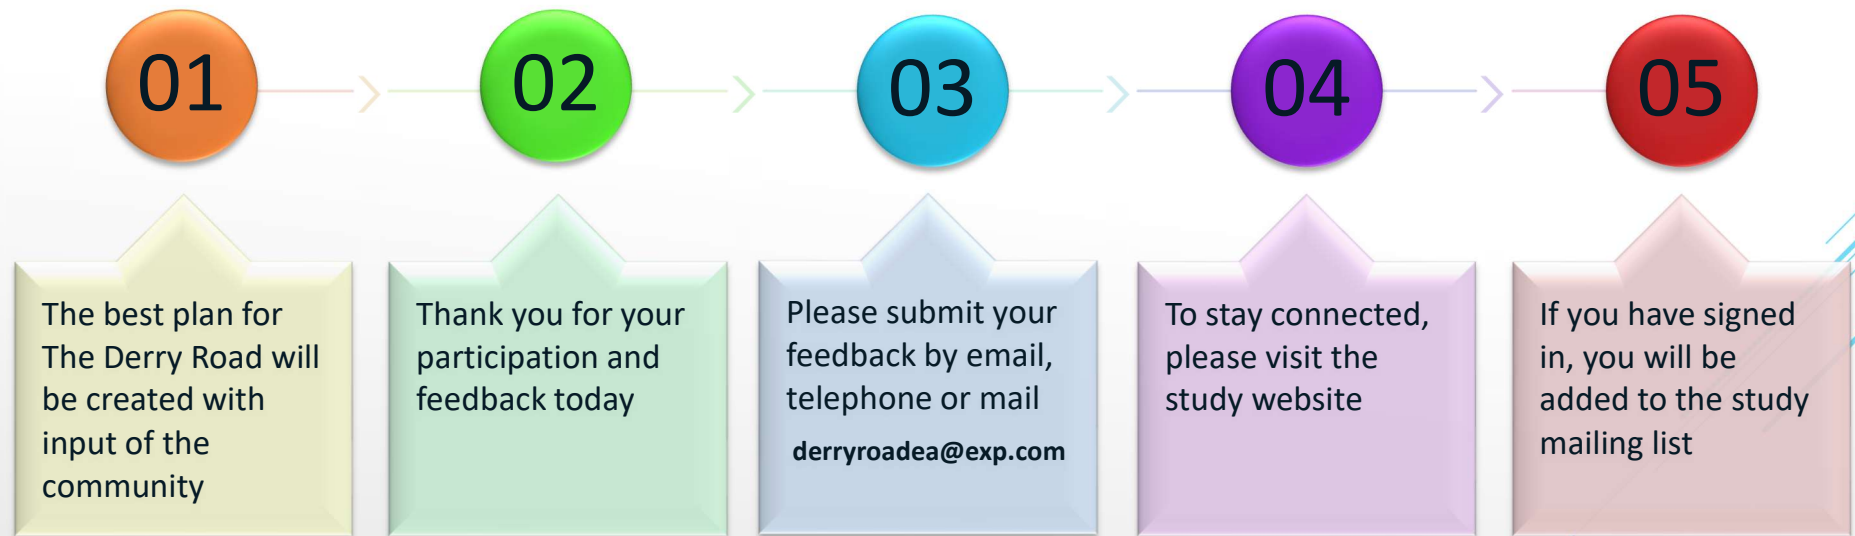 01
02
03
04
05
The best plan for
The Derry Road will
be created with
input of the
community
Thank you for your
participation and
feedback today
Please submit your
feedback by email,
telephone or mail
derryroadea@exp.com
To stay connected,
please visit the
study website
If you have signed
in, you will be
added to the study
mailing list